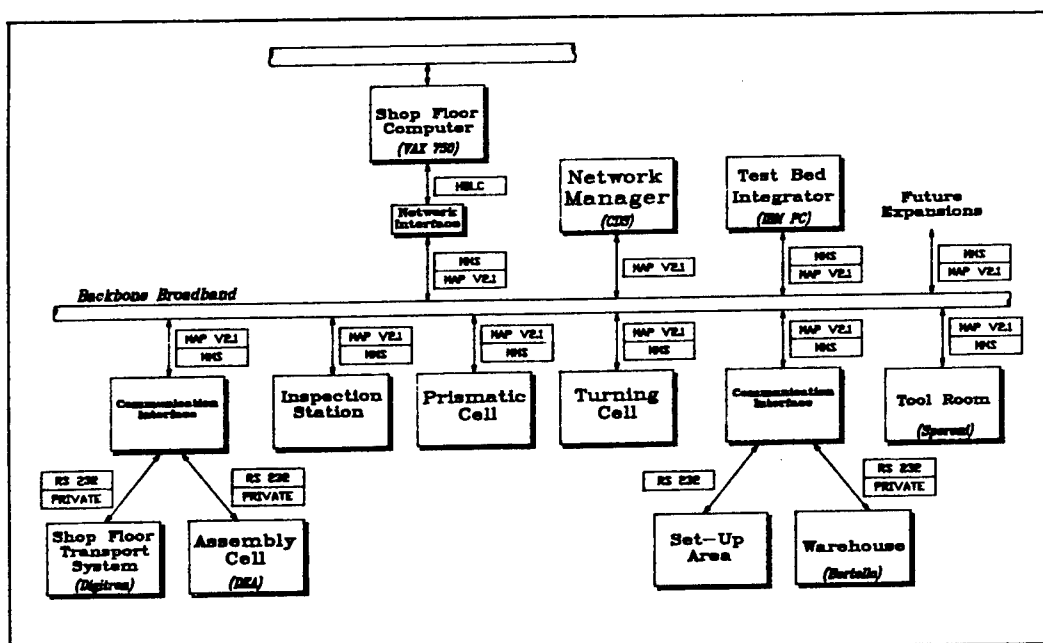 Shop Floor
Computer
(VAX 750)
HDLC
Network
Interface
MMS
MAP V2.1
Network
Manager
(CDS)
MAP V2.1
Test Bed
Integrator
(IBM PC)
MMS
MAP V2.1
Future
Expansions
MMS
MAP V2.1
Backbone Broadband
MAP V2.1
MMS
MAP V2.1
MMS
MAP V2.1
MMS
MAP V2.1
MMS
MAP V2.1
MMS
MAP V2.1
MMS
Communication
Interface
Inspection
Station
Prismatic
Cell
Turning
Cell
Communication
Interface
Tool Room
(Speroni)
RS 232
PRIVATE
RS 232
PRIVATE
RS 232
RS 232
PRIVATE
Shop Floor
Transport
System
(Digitron)
Assembly
Cell
(DEA)
Set-Up
Area
Warehouse
(Bertello)